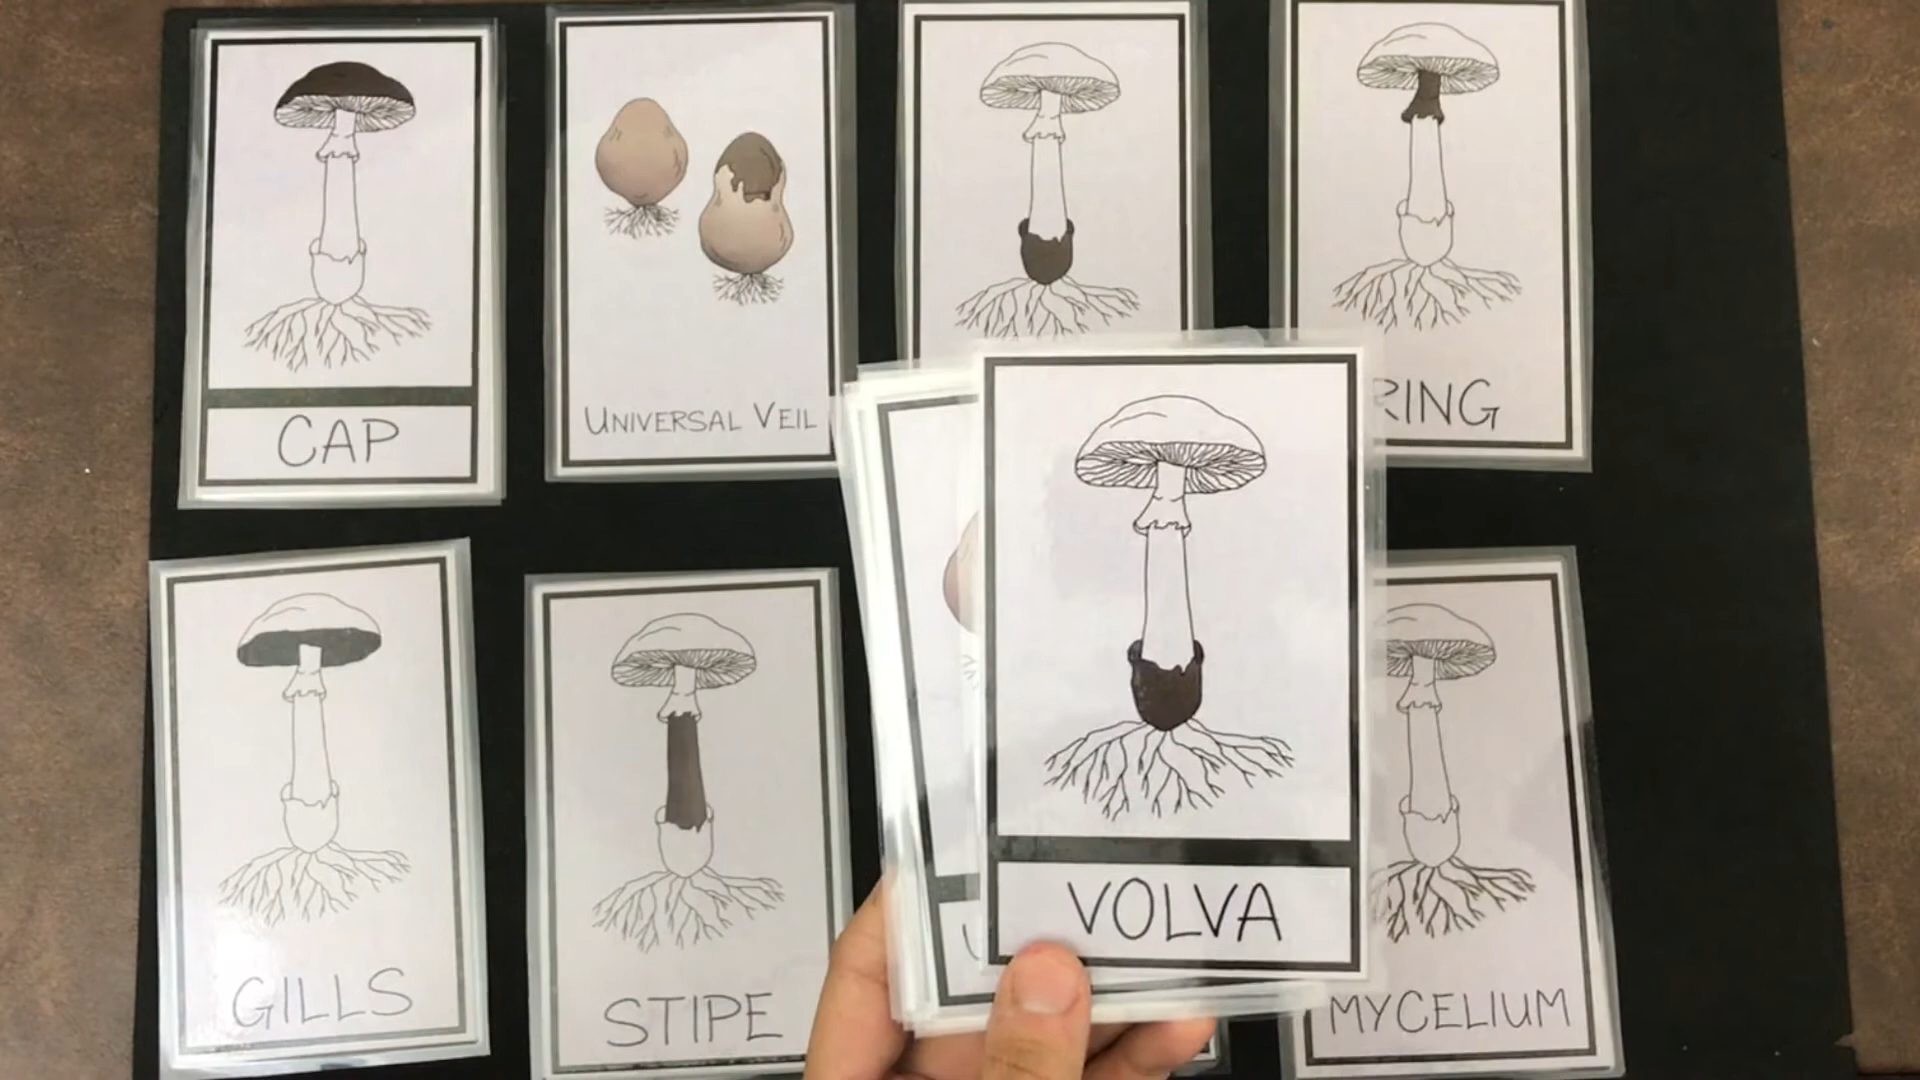 CAP
UNIVERSAL VEIL
RING
VOLVA
GILLS
STIPE
MYCELIUM